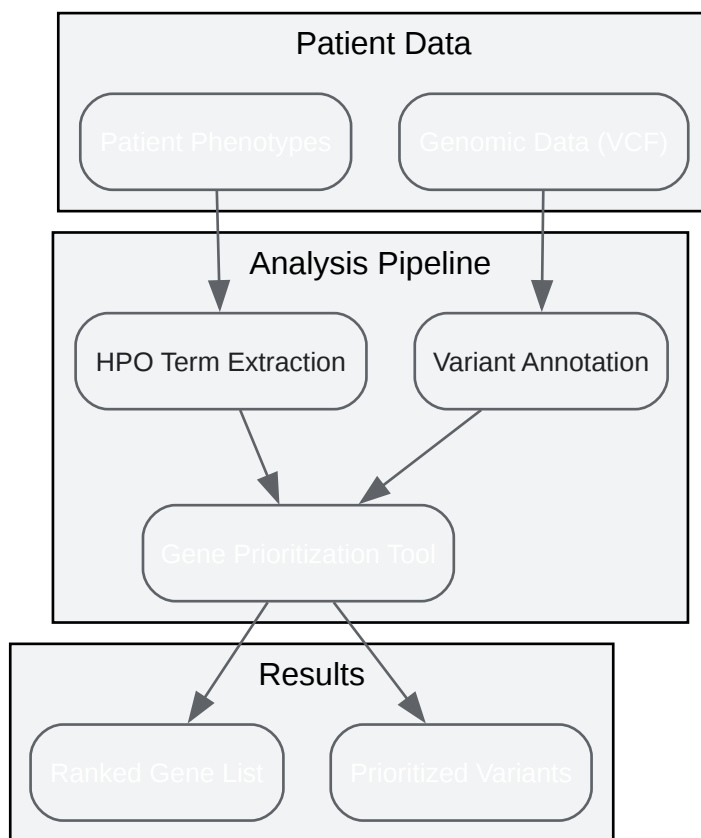 Patient Data
Patient Phenotypes
Genomic Data (VCF)
Analysis Pipeline
HPO Term Extraction
Variant Annotation
Gene Prioritization Tool
Results
Ranked Gene List
Prioritized Variants